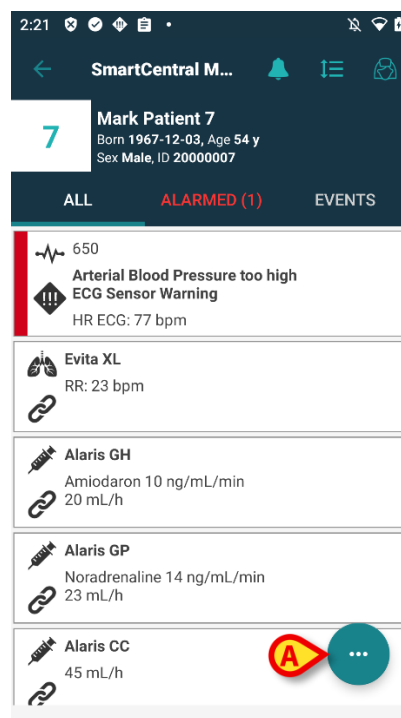 2:21
SmartCentral M...
7
Mark Patient 7
Born 1967-12-03, Age 54 y
Sex Male, ID 20000007
ALL ALARMED (1) EVENTS
650
Arterial Blood Pressure too high
ECG Sensor Warning
HR ECG: 77 bpm
Evita XL
RR: 23 bpm
Alaris GH
Amiodaron 10 ng/mL/min
20 mL/h
Alaris GP
Noradrenaline 14 ng/mL/min
23 mL/h
Alaris CC
45 mL/h
A